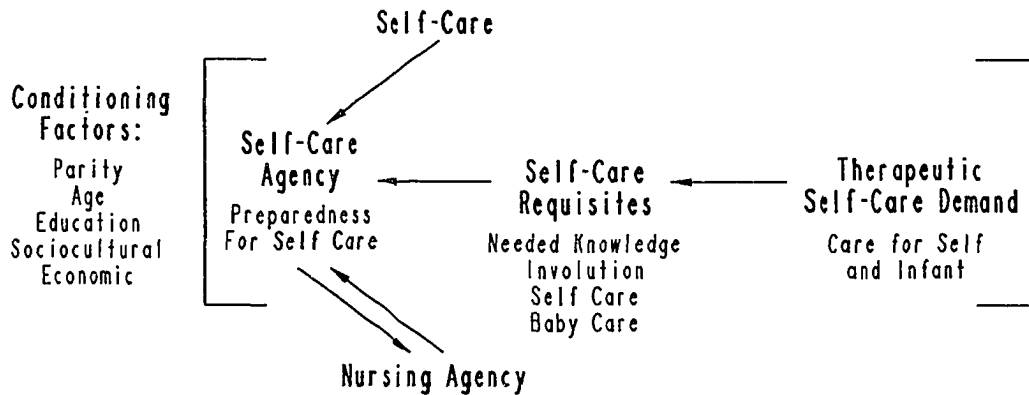 Self-Care
Conditioning
Factors:
Parity
Age
Education
Sociocultural
Economic
Self-Care
Agency
Preparedness
For Self Care
Self-Care
Requisites
Needed Knowledge
Involution
Self Care
Baby Care
Therapeutic
Self-Care Demand
Care for Self
and Infant
Nursing Agency